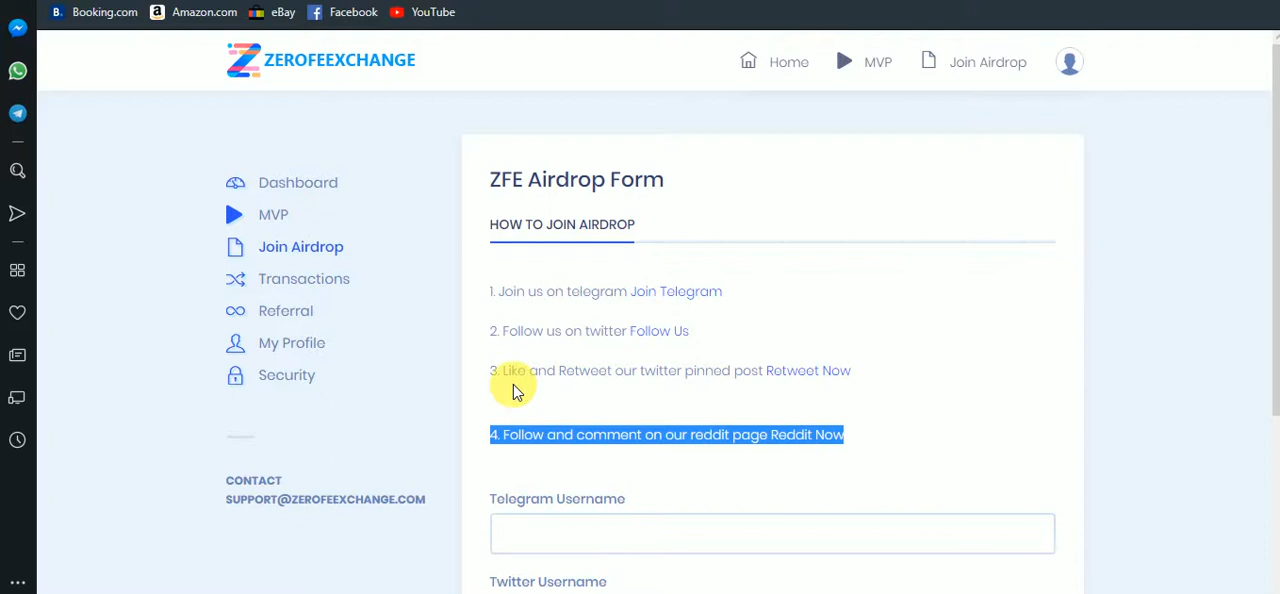 Booking.com Amazon.com eBay Facebook YouTube
ZEROFEEXCHANGE Home MVP Join Airdrop
Dashboard
MVP
Join Airdrop
Transactions
Referral
My Profile
Security
CONTACT
SUPPORT@ZEROFEEXCHANGE.COM
ZFE Airdrop Form
HOW TO JOIN AIRDROP
1. Join us on telegram Join Telegram
2. Follow us on twitter Follow Us
3. Like and Retweet our twitter pinned post Retweet Now
4. Follow and comment on our reddit page Reddit Now
Telegram Username
Twitter Username